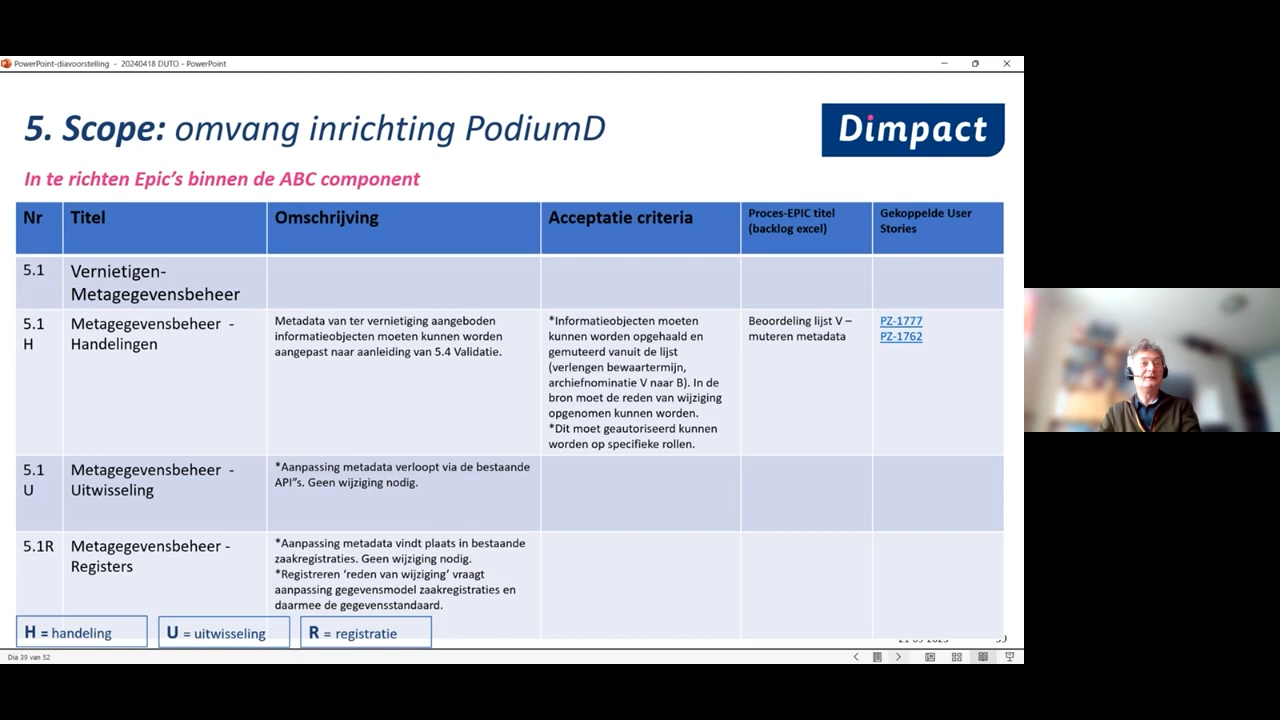 PowerPoint-diavoorstelling - 20240418 DUTO - PowerPoint
5. Scope: omvang inrichting PodiumD
Dimpact
In te richten Epic's binnen de ABC component
Nr
Titel
Omschrijving
Acceptatie criteria
Proces-EPIC titel
(backlog excel)
Gekoppelde User
Stories
5.1
Vernietigen-
Metagegevensbeheer
5.1
H
Metagegevensbeheer -
Handelingen
Metadata van ter vernietiging aangeboden
informatieobjecten moeten kunnen worden
aangepast naar aanleiding van 5.4 Validatie.
*Informatieobjecten moeten
kunnen worden opgehaald en
gemuteerd vanuit de lijst
(verlengen bewaartermijn,
archiefnominatie V naar B). In de
bron moet de reden van wijziging
opgenomen kunnen worden.
*Dit moet geautoriseerd kunnen
worden op specifieke rollen.
Beoordeling lijst V –
muteren metadata
PZ-1777
PZ-1762
5.1
U
Metagegevensbeheer -
Uitwisseling
*Aanpassing metadata verloopt via de bestaande
API"s. Geen wijziging nodig.
5.1R
Metagegevensbeheer -
Registers
*Aanpassing metadata vindt plaats in bestaande
zaakregistraties. Geen wijziging nodig.
*Registreren ‘reden van wijziging’ vraagt
aanpassing gegevensmodel zaakregistraties en
daarmee de gegevensstandaard.
H = handeling
U = uitwisseling
R = registratie
Dia 39 van 52